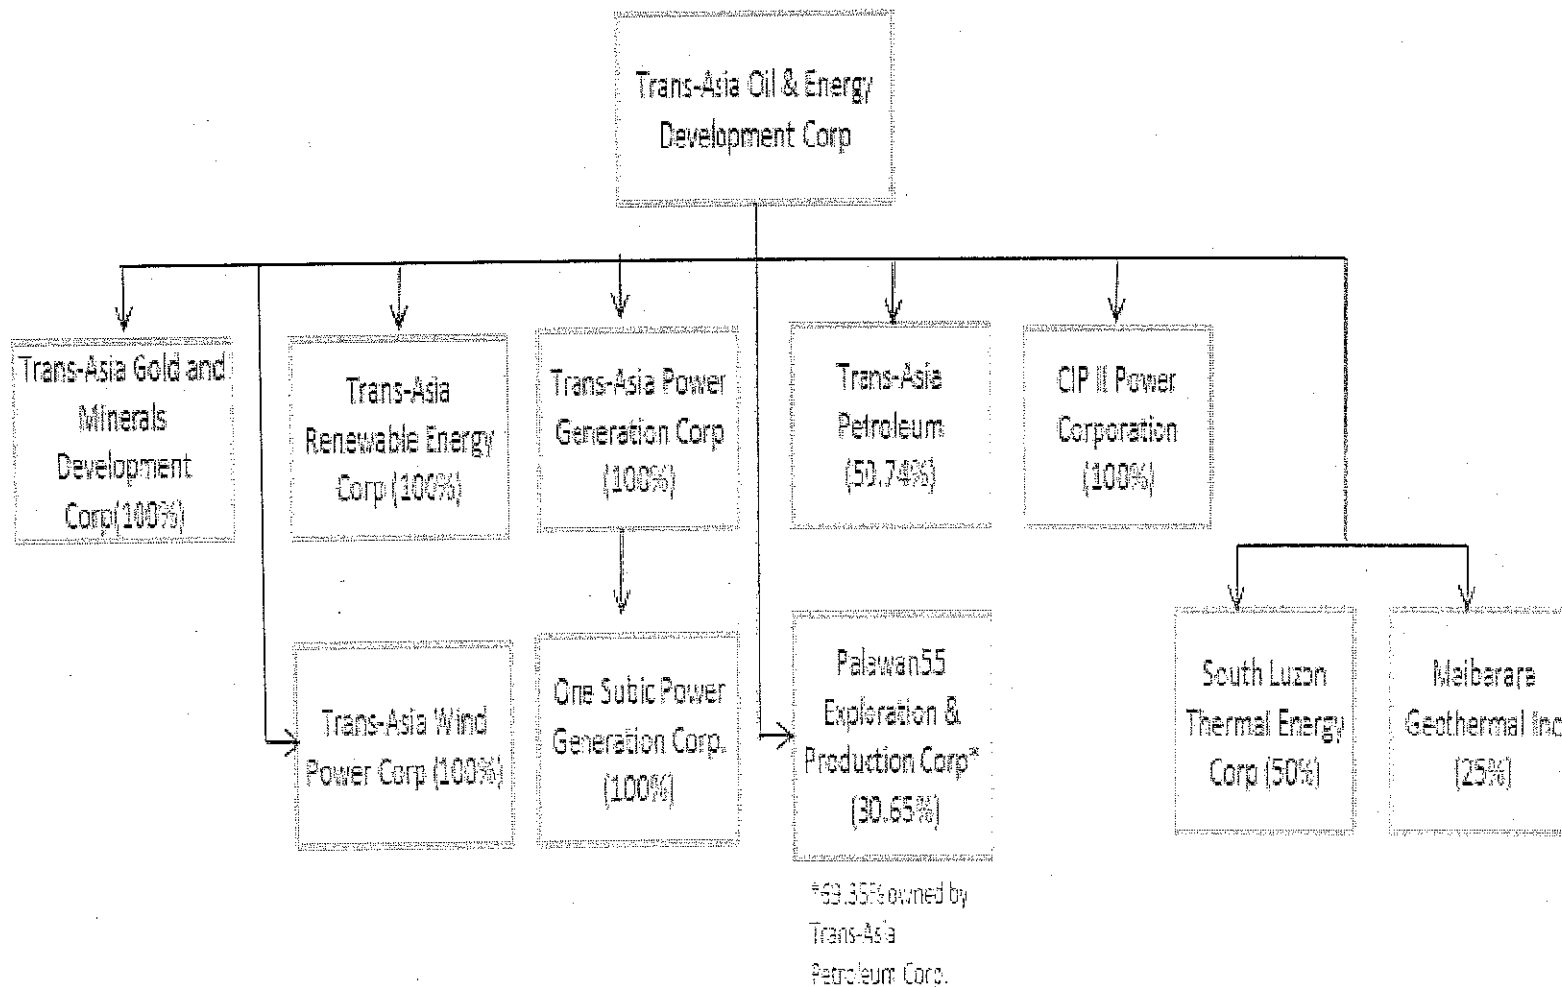 Trans-Asia Oil & Energy
Development Corp
Trans-Asia Gold and
Minerals
Development
Corp(100%)
Trans-Asia
Renewable Energy
Corp (100%)
Trans-Asia Power
Generation Corp
(100%)
Trans-Asia
Petroleum
(50.74%)
CIP II Power
Corporation
(100%)
Trans-Asia Wind
Power Corp (100%)
One Subic Power
Generation Corp.
(100%)
Palawan55
Exploration &
Production Corp*
(30.65%)
South Luzon
Thermal Energy
Corp (50%)
Maibarara
Geothermal Inc
(25%)
*69.35% owned by
Trans-Asia
Petroleum Corp.